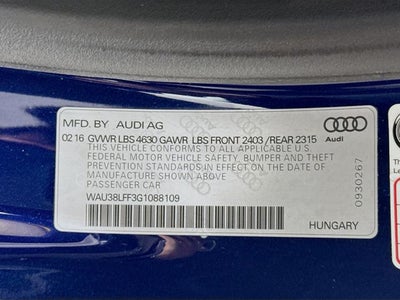 MFD. BY AUDI AG
Audi
02 16 GVWR LBS 4630 GAWR LBS FRONT 2403 / REAR 2315
THIS VEHICLE CONFORMS TO ALL APPLICABLE U.S.
FEDERAL MOTOR VEHICLE SAFETY, BUMPER AND THEFT
PREVENTION STANDARDS IN EFFECT ON THE DATE
OF MANUFACTURE SHOWN ABOVE.
PASSENGER CAR
WAU38LFF3G1088109
HUNGARY
0930267